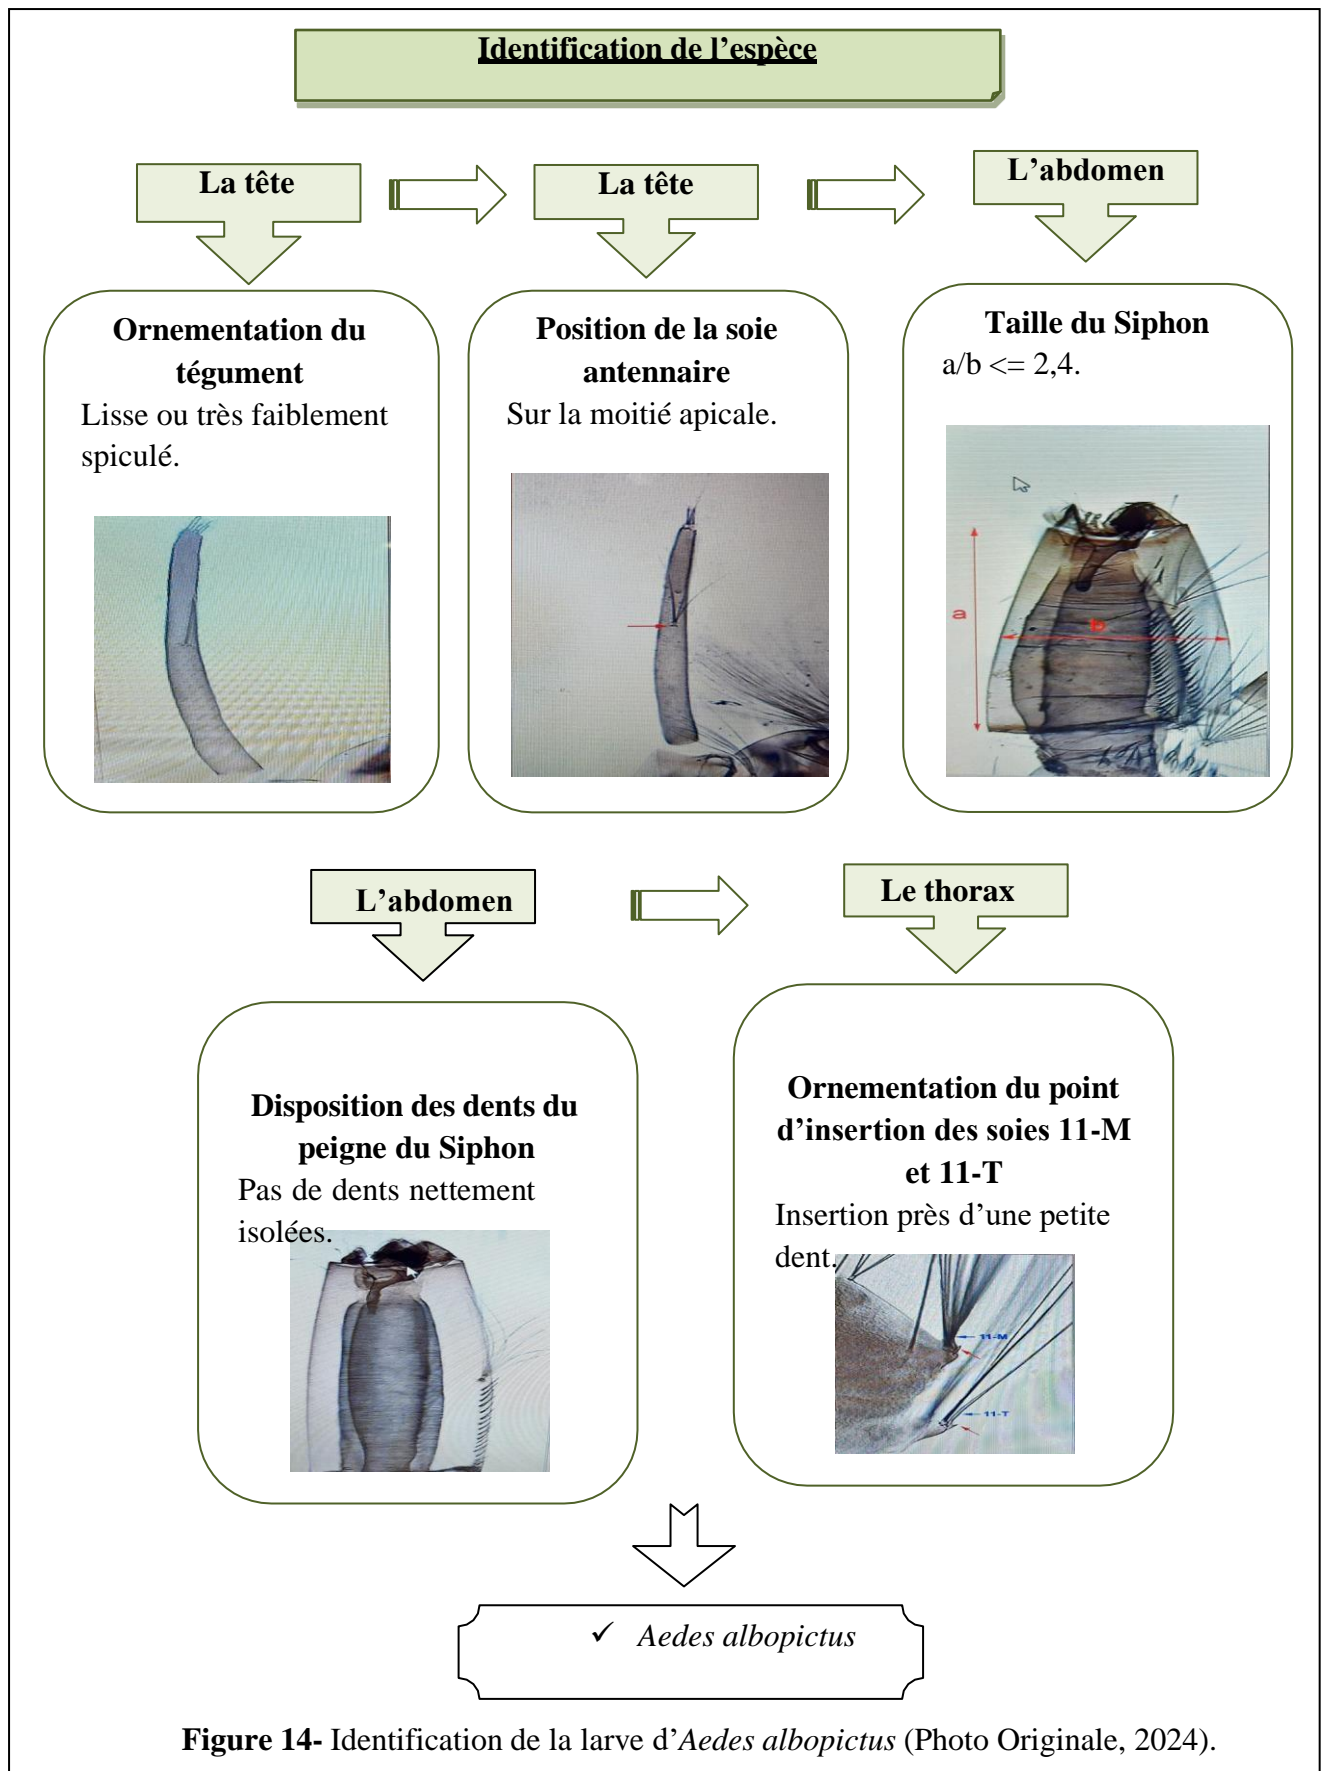 Identification de l’espèce
La tête
La tête
L’abdomen
Ornementation du
tégument
Lisse ou très faiblement
spiculé.
Position de la soie
antennaire
Sur la moitié apicale.
Taille du Siphon
a/b <= 2,4.
a
b
L’abdomen
Le thorax
Disposition des dents du
peigne du Siphon
Pas de dents nettement
isolées.
Ornementation du point
d’insertion des soies 11-M
et 11-T
Insertion près d’une petite
dent.
11-M
11-T
✓ Aedes albopictus
Figure 14- Identification de la larve d’Aedes albopictus (Photo Originale, 2024).